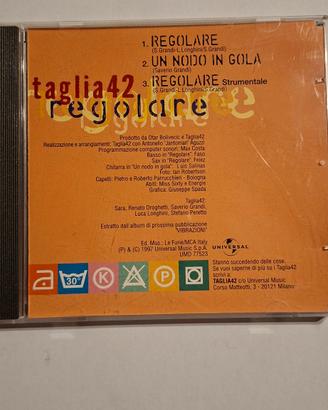 1. REGOLARE
(S.Grandi-L.Longhini/S.Grandi)
2. UN NODO IN GOLA
(Saverio Grandi)
3. REGOLARE Strumentale
(S.Grandi-L.Longhini/S.Grandi)
taglia42
regolare
Prodotto da Otar Bolivecic e Taglia42
Realizzazione e arrangiamenti: Taglia42 con Antonello "Jantoman" Aguzzi
Programmazione computer sonori: Max Costa
Basso in "Regolare": Faso
Sax in "Regolare": Feiez
Chitarra in "Un nodo in gola": Luis Salinas
Foto: Ian Robertson
Capelli: Pietro e Roberto Parrucchieri - Bologna
Abiti: Miss Sixty e Energie
Grafica: Giuseppe Spada
Taglia42:
Sara, Renato Droghetti, Saverio Grandi,
Luca Longhini, Stefano Peretto
Estratto dall'album di prossima pubblicazione
"VIBRAZIONI"
Ed. Mus.: Le Foné/MCA Italy
(P) & (C) 1997 Universal Music S.p.A.
UMD 77523
UNIVERSAL
30°
A
P
Stanno succedendo delle cose.
Se vuoi saperne di più su i Taglia42
scrivi a:
TAGLIA42 c/o Universal Music
Corso Matteotti, 3 - 20121 Milano